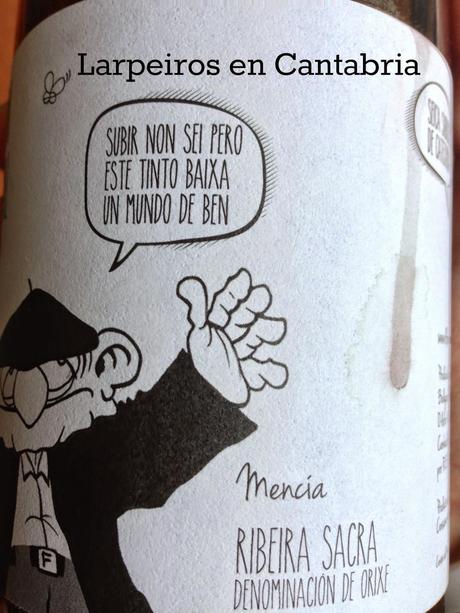 Larpeiros en Cantabria
SUBIR NON SEI PERO
ESTE TINTO BAIXA
UN MUNDO DE BEN
F
Mencía
RIBEIRA SACRA
DENOMINACIÓN DE ORIXE